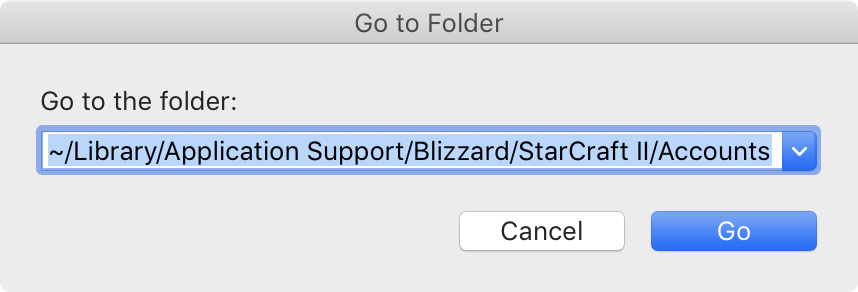 Go to Folder
Go to the folder:
~/Library/Application Support/Blizzard/StarCraft II/Accounts
Cancel
Go